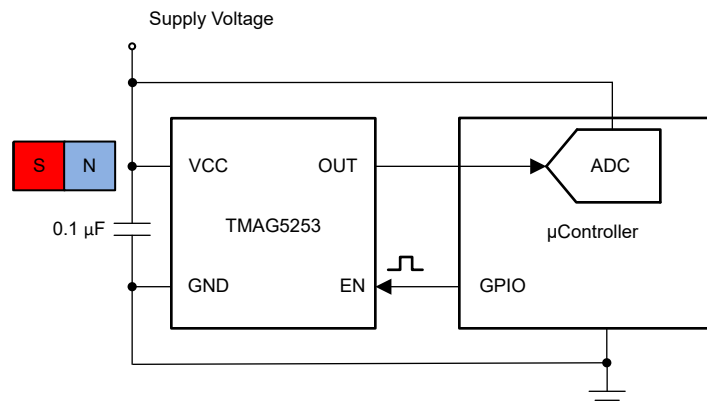 Supply Voltage
S N
VCC OUT ADC
0.1 µF TMAG5253 µController
GND EN GPIO